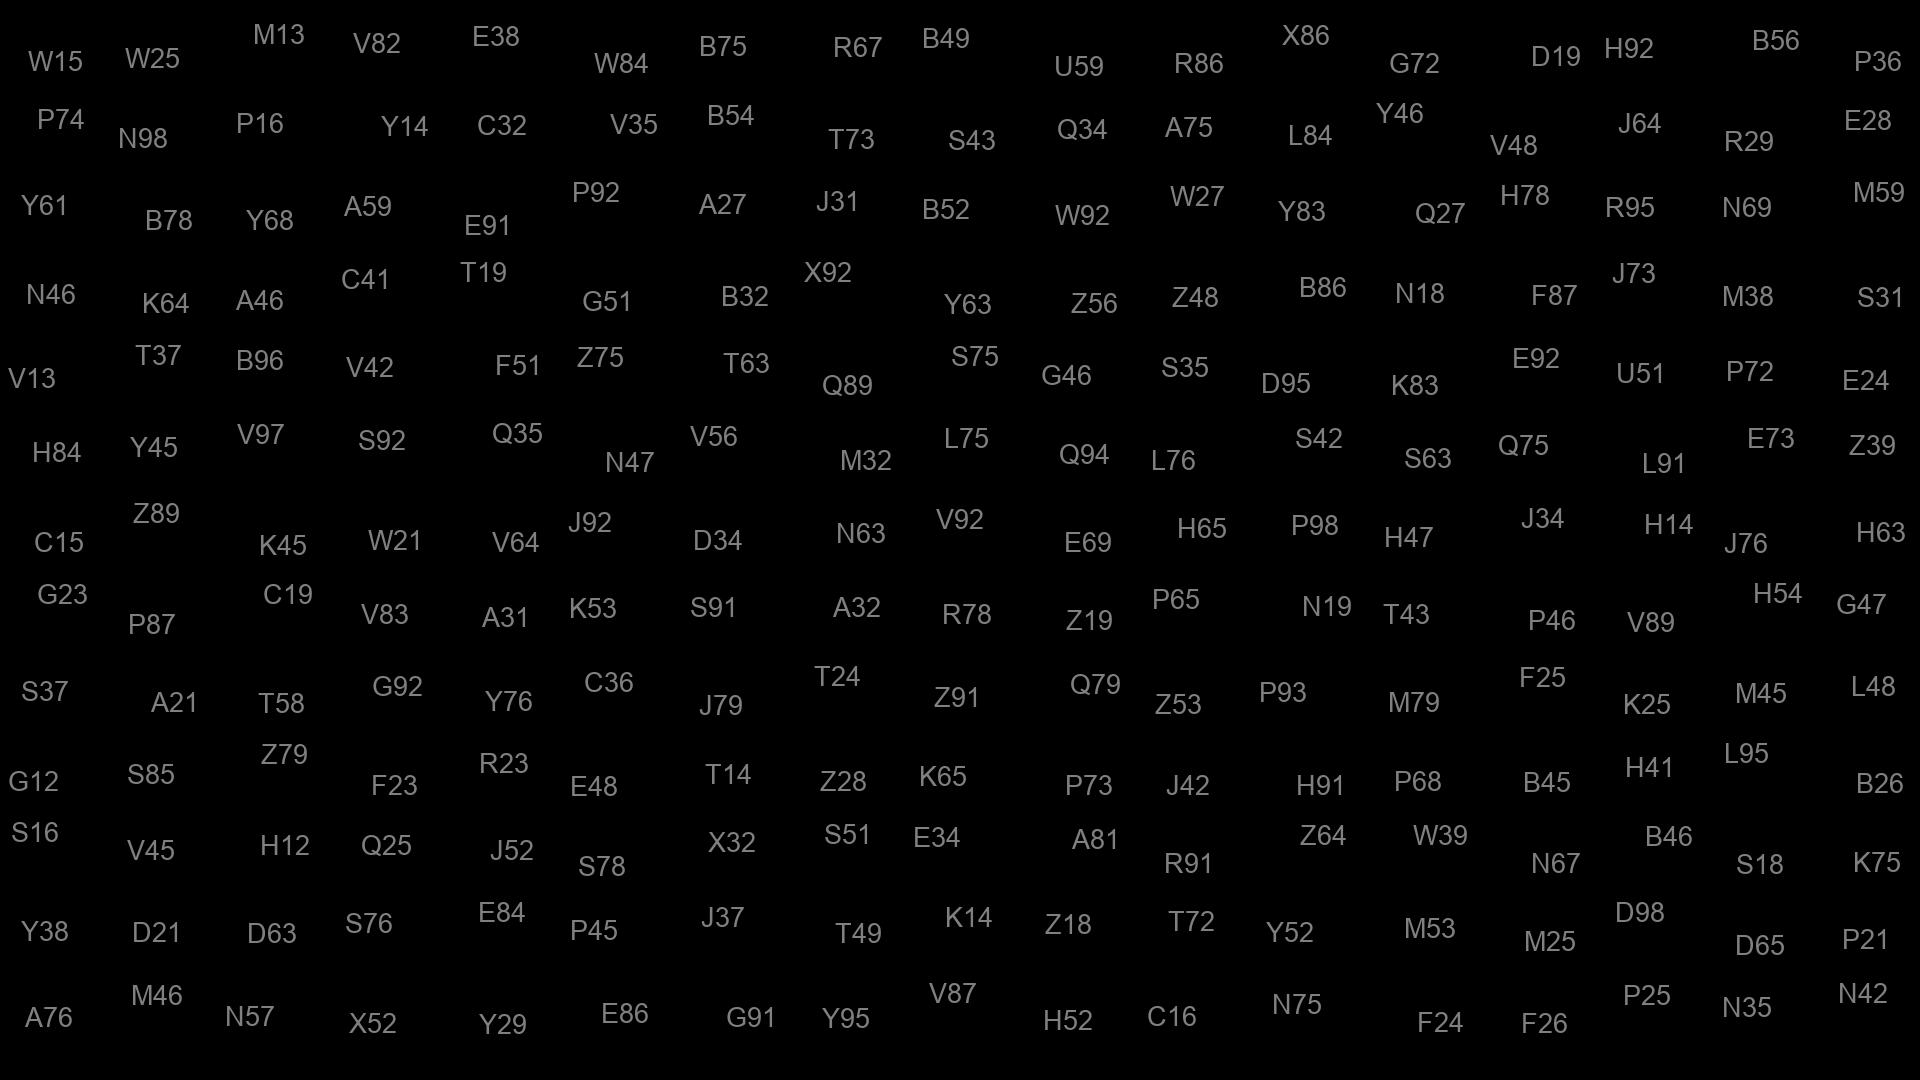 W15 W25 M13 V82 E38 W84 B75 R67 B49 U59 R86 X86 G72 D19 H92 B56 P36
P74 N98 P16 Y14 C32 V35 B54 T73 S43 Q34 A75 L84 Y46 V48 J64 R29 E28
Y61 B78 Y68 A59 E91 P92 A27 J31 B52 W92 W27 Y83 Q27 H78 R95 N69 M59
N46 K64 A46 C41 T19 G51 B32 X92 Y63 Z56 Z48 B86 N18 F87 J73 M38 S31
V13 T37 B96 V42 F51 Z75 T63 Q89 S75 G46 S35 D95 K83 E92 U51 P72 E24
H84 Y45 V97 S92 Q35 N47 V56 M32 L75 Q94 L76 S42 S63 Q75 L91 E73 Z39
C15 Z89 K45 W21 V64 J92 D34 N63 V92 E69 H65 P98 H47 J34 H14 J76 H63
G23 P87 C19 V83 A31 K53 S91 A32 R78 Z19 P65 N19 T43 P46 V89 H54 G47
S37 A21 T58 G92 Y76 C36 J79 T24 Z91 Q79 Z53 P93 M79 F25 K25 M45 L48
G12 S85 Z79 F23 R23 E48 T14 Z28 K65 P73 J42 H91 P68 B45 H41 L95 B26
S16 V45 H12 Q25 J52 S78 X32 S51 E34 A81 R91 Z64 W39 N67 B46 S18 K75
Y38 D21 D63 S76 E84 P45 J37 T49 K14 Z18 T72 Y52 M53 M25 D98 D65 P21
A76 M46 N57 X52 Y29 E86 G91 Y95 V87 H52 C16 N75 F24 F26 P25 N35 N42